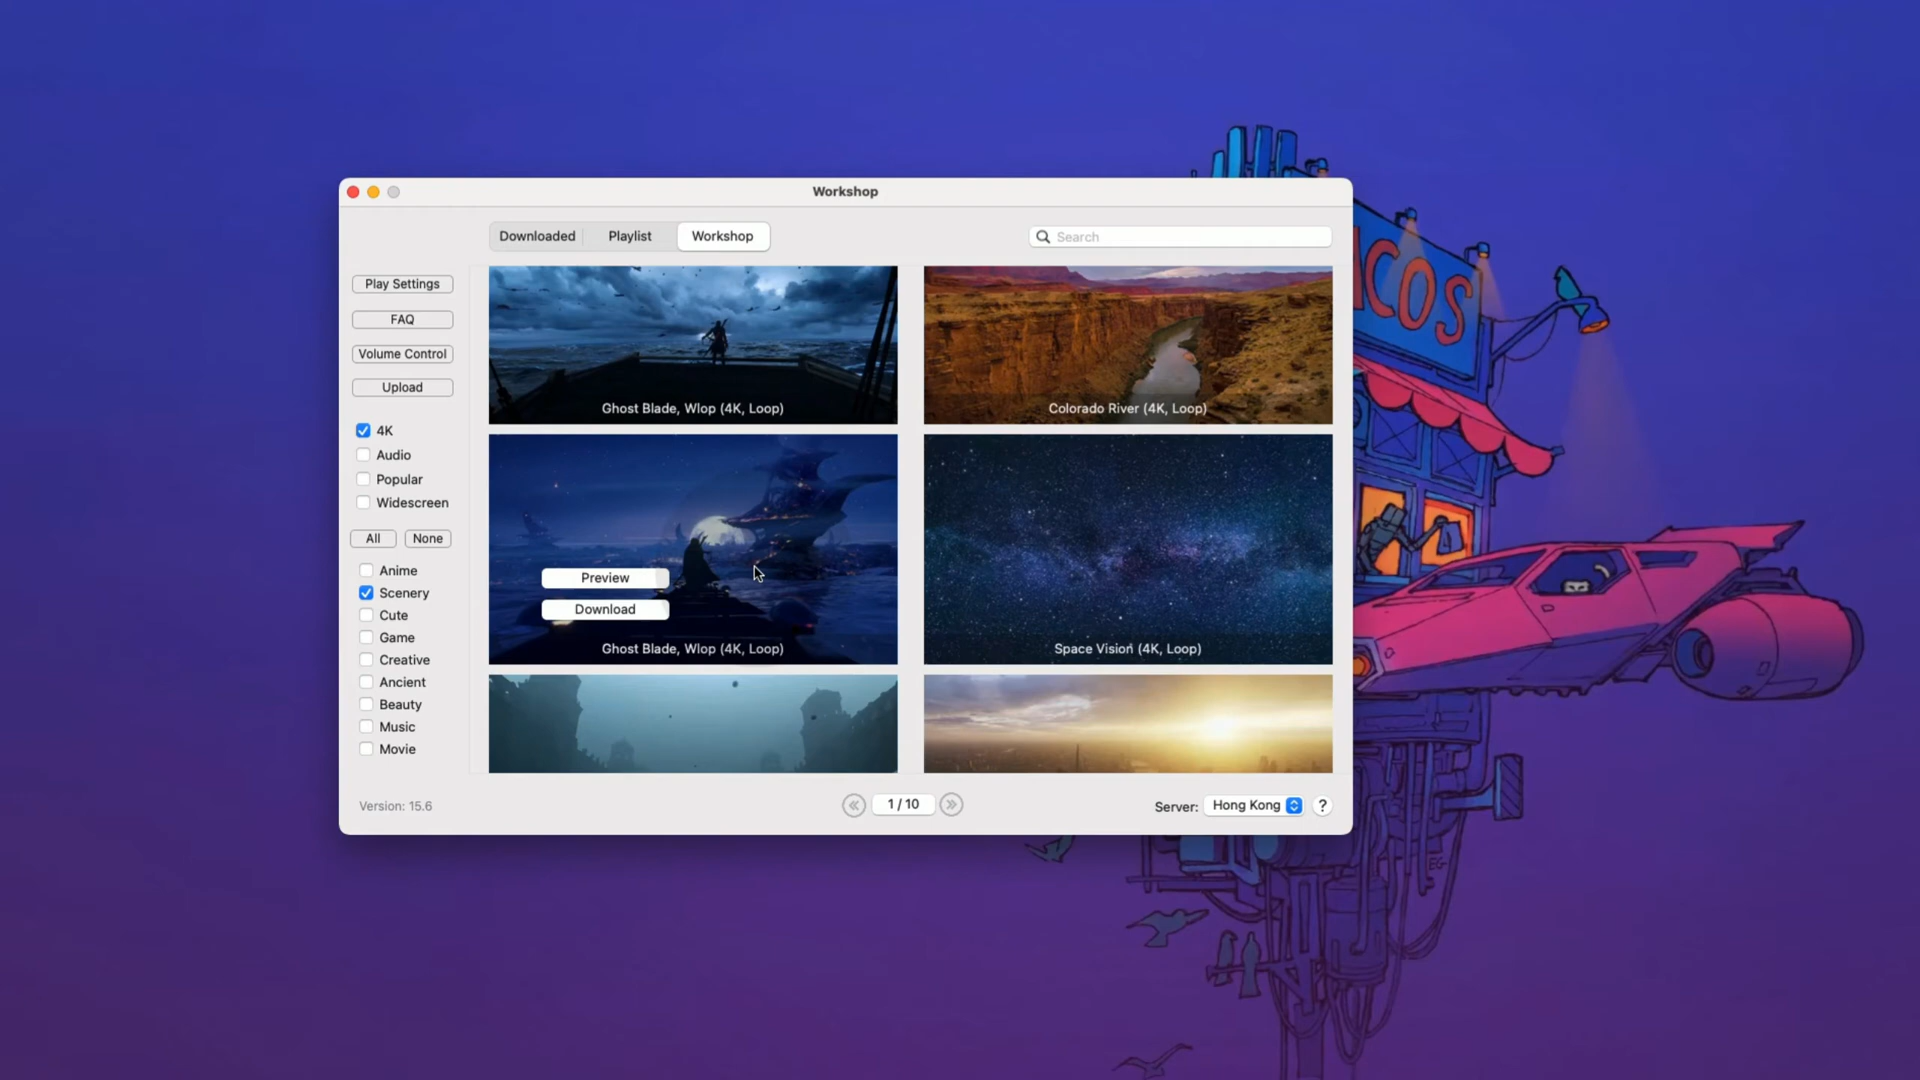 Workshop
Downloaded
Playlist
Workshop
Search
Play Settings
FAQ
Volume Control
Upload
4K
Audio
Popular
Widescreen
All
None
Anime
Scenery
Cute
Game
Creative
Ancient
Beauty
Music
Movie
Ghost Blade, Wlop (4K, Loop)
Colorado River (4K, Loop)
Preview
Download
Ghost Blade, Wlop (4K, Loop)
Space Vision (4K, Loop)
Version: 15.6
1 / 10
Server:
Hong Kong
?
ACOS
EG